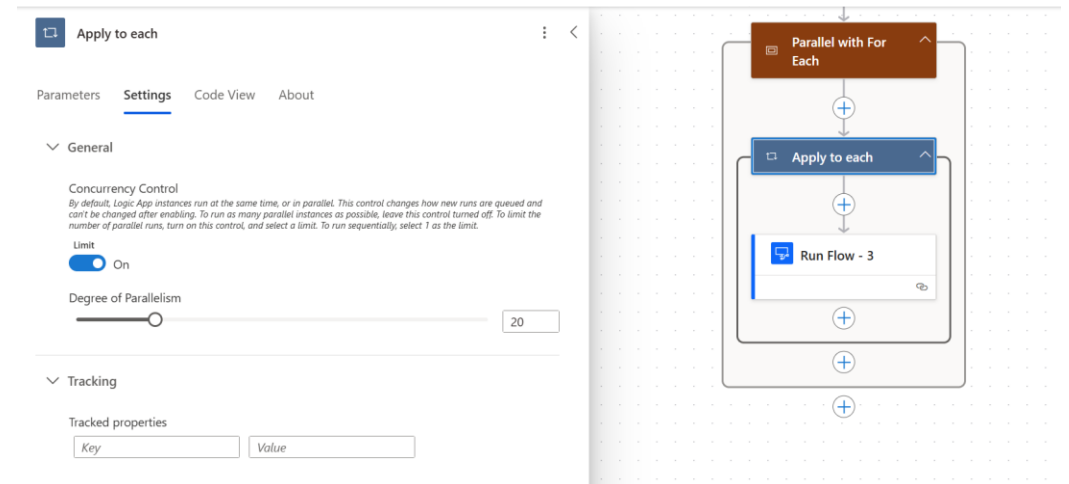 Apply to each
Parameters
Settings
Code View
About
General
Concurrency Control
By default, Logic App instances run at the same time, or in parallel. This control changes how new runs are queued and
can't be changed after enabling. To run as many parallel instances as possible, leave this control turned off. To limit the
number of parallel runs, turn on this control, and select a limit. To run sequentially, select 1 as the limit.
Limit
On
Degree of Parallelism
20
Tracking
Tracked properties
Key
Value
Parallel with For
Each
Apply to each
Run Flow - 3